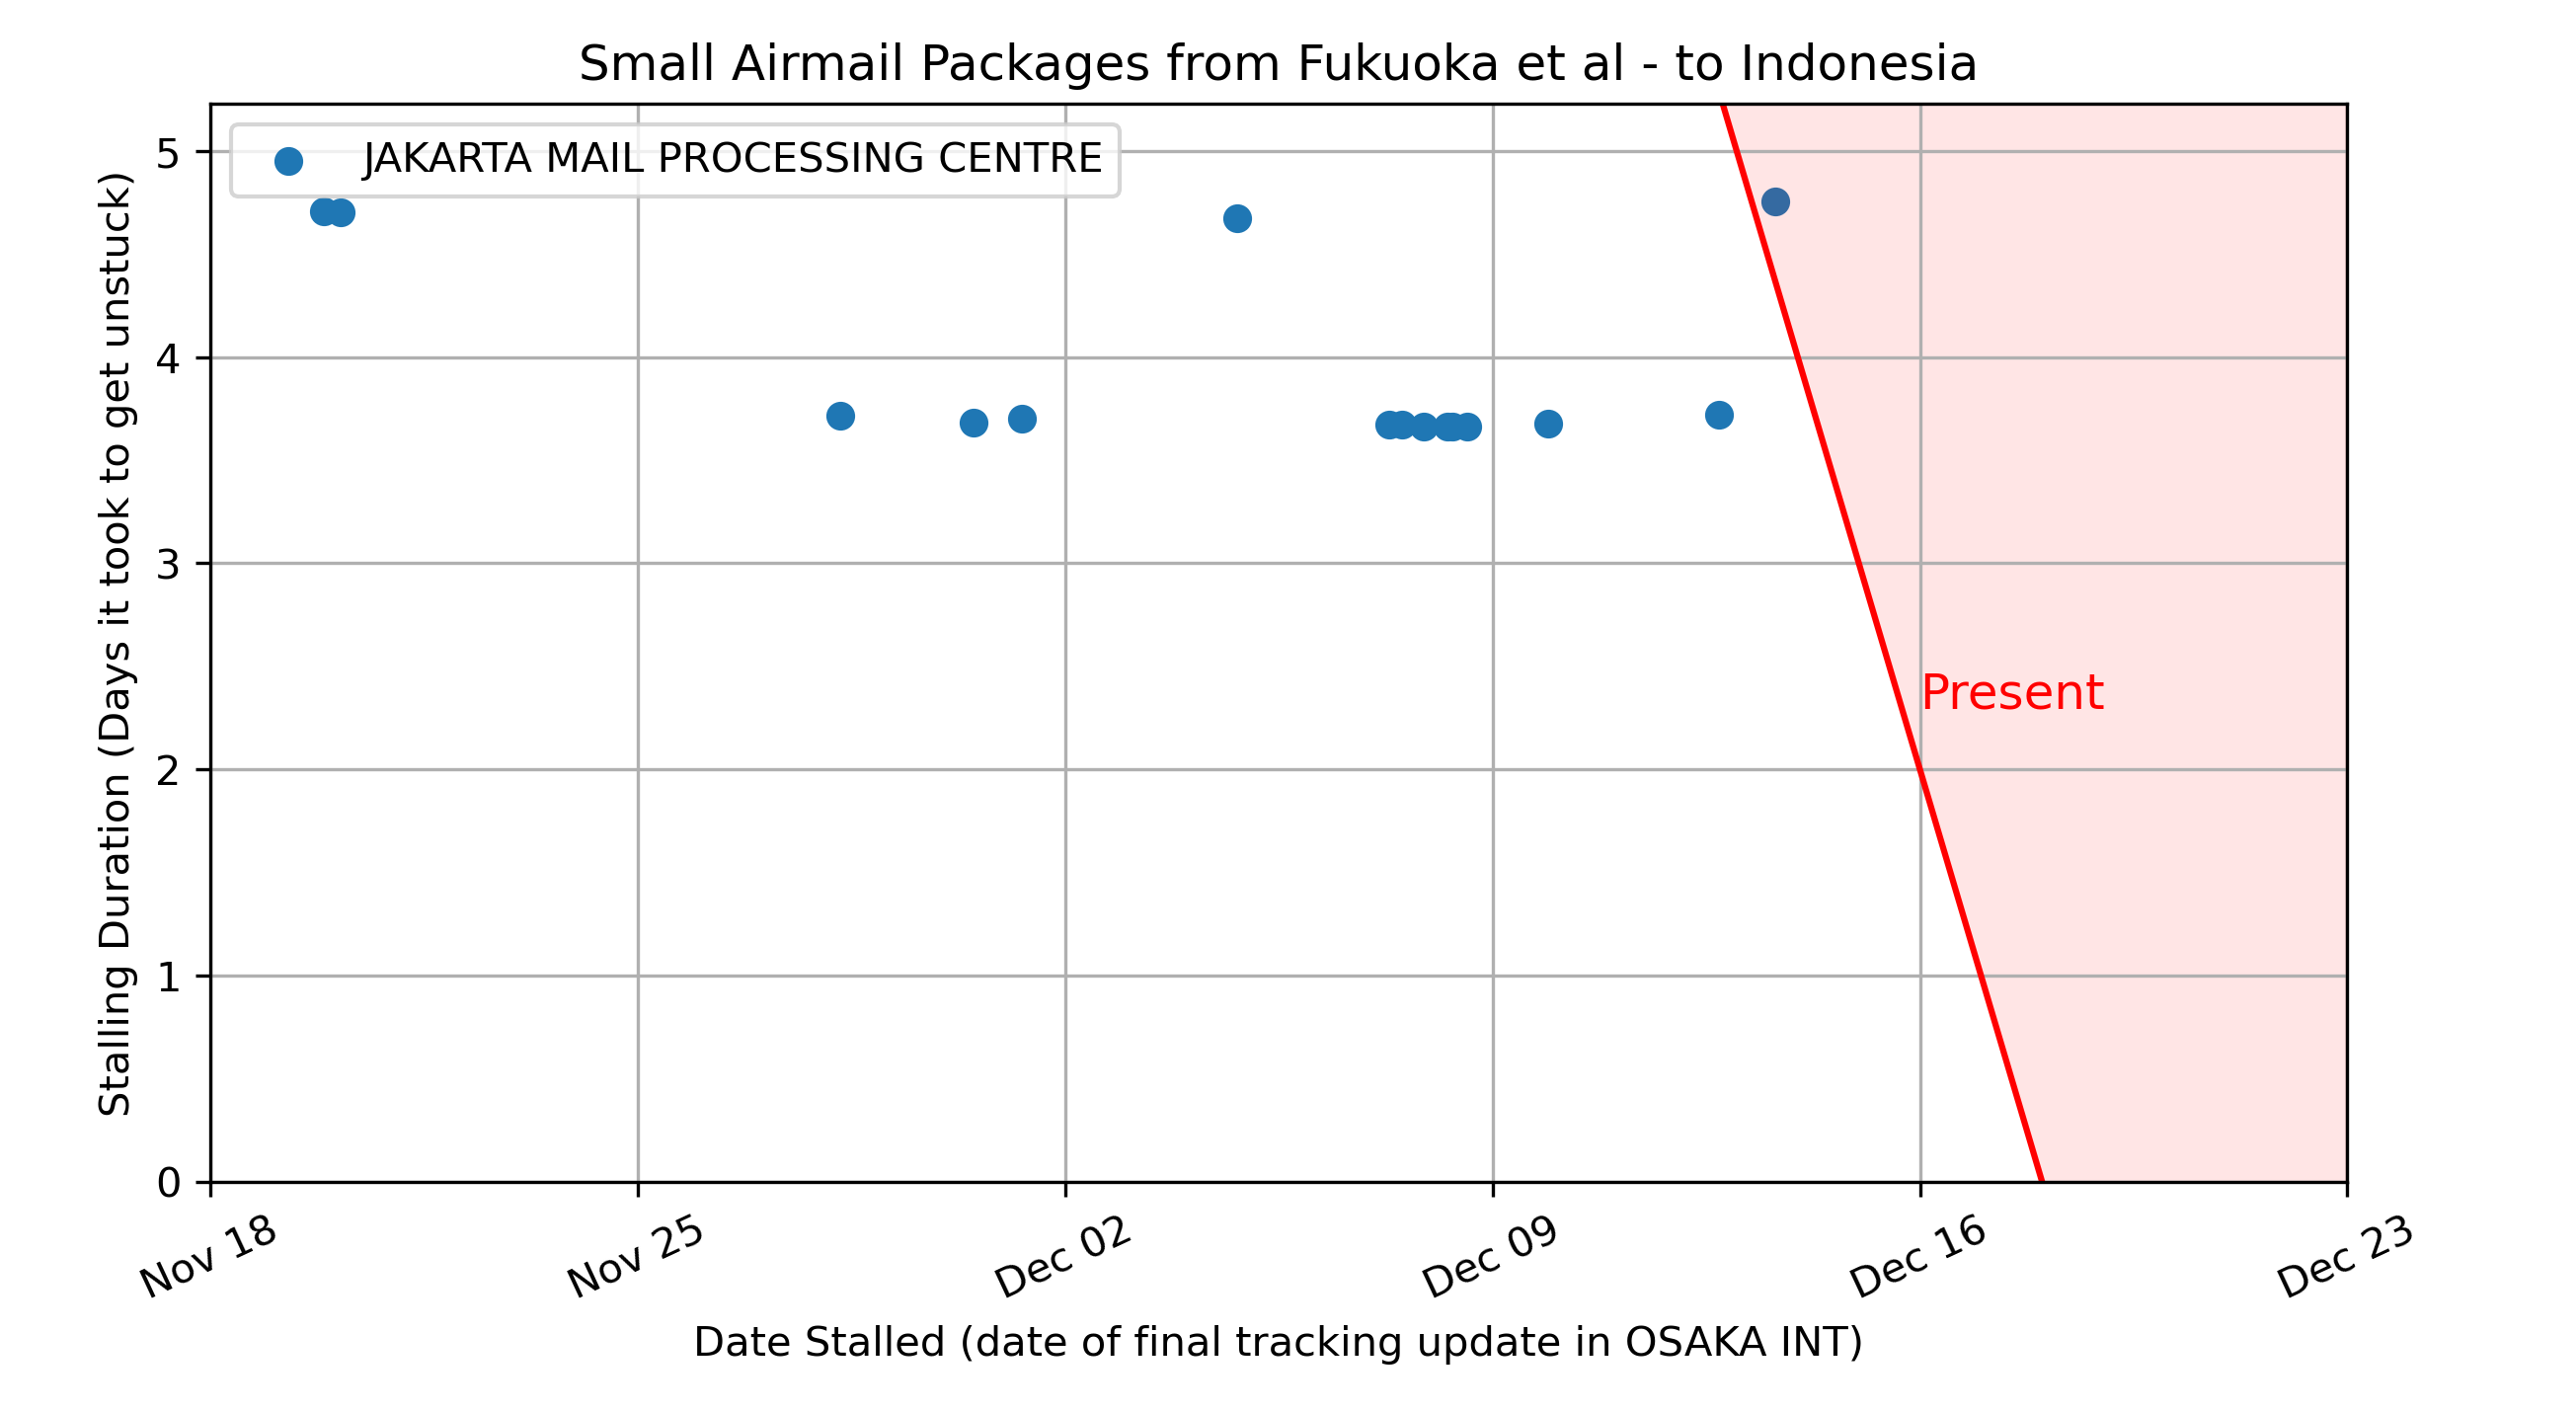 Small Airmail Packages from Fukuoka et al - to Indonesia
JAKARTA MAIL PROCESSING CENTRE
Stalling Duration (Days it took to get unstuck)
5
4
3
2
1
0
Present
Nov 18
Nov 25
Dec 02
Dec 09
Dec 16
Dec 23
Date Stalled (date of final tracking update in OSAKA INT)